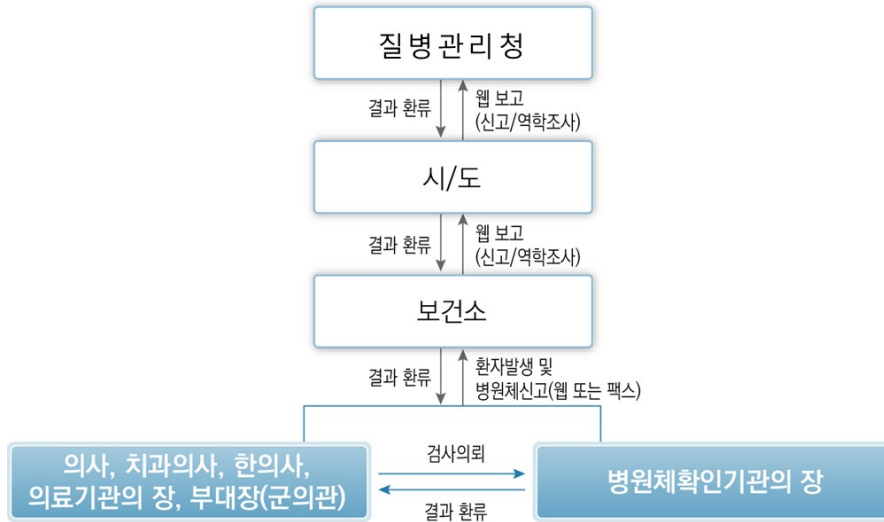 질병관리청
결과 환류
웹 보고
(신고/역학조사)
시/도
결과 환류
웹 보고
(신고/역학조사)
보건소
결과 환류
환자발생 및
병원체신고(웹 또는 팩스)
의사, 치과의사, 한의사,
의료기관의 장, 부대장(군의관)
검사의뢰
결과 환류
병원체확인기관의 장